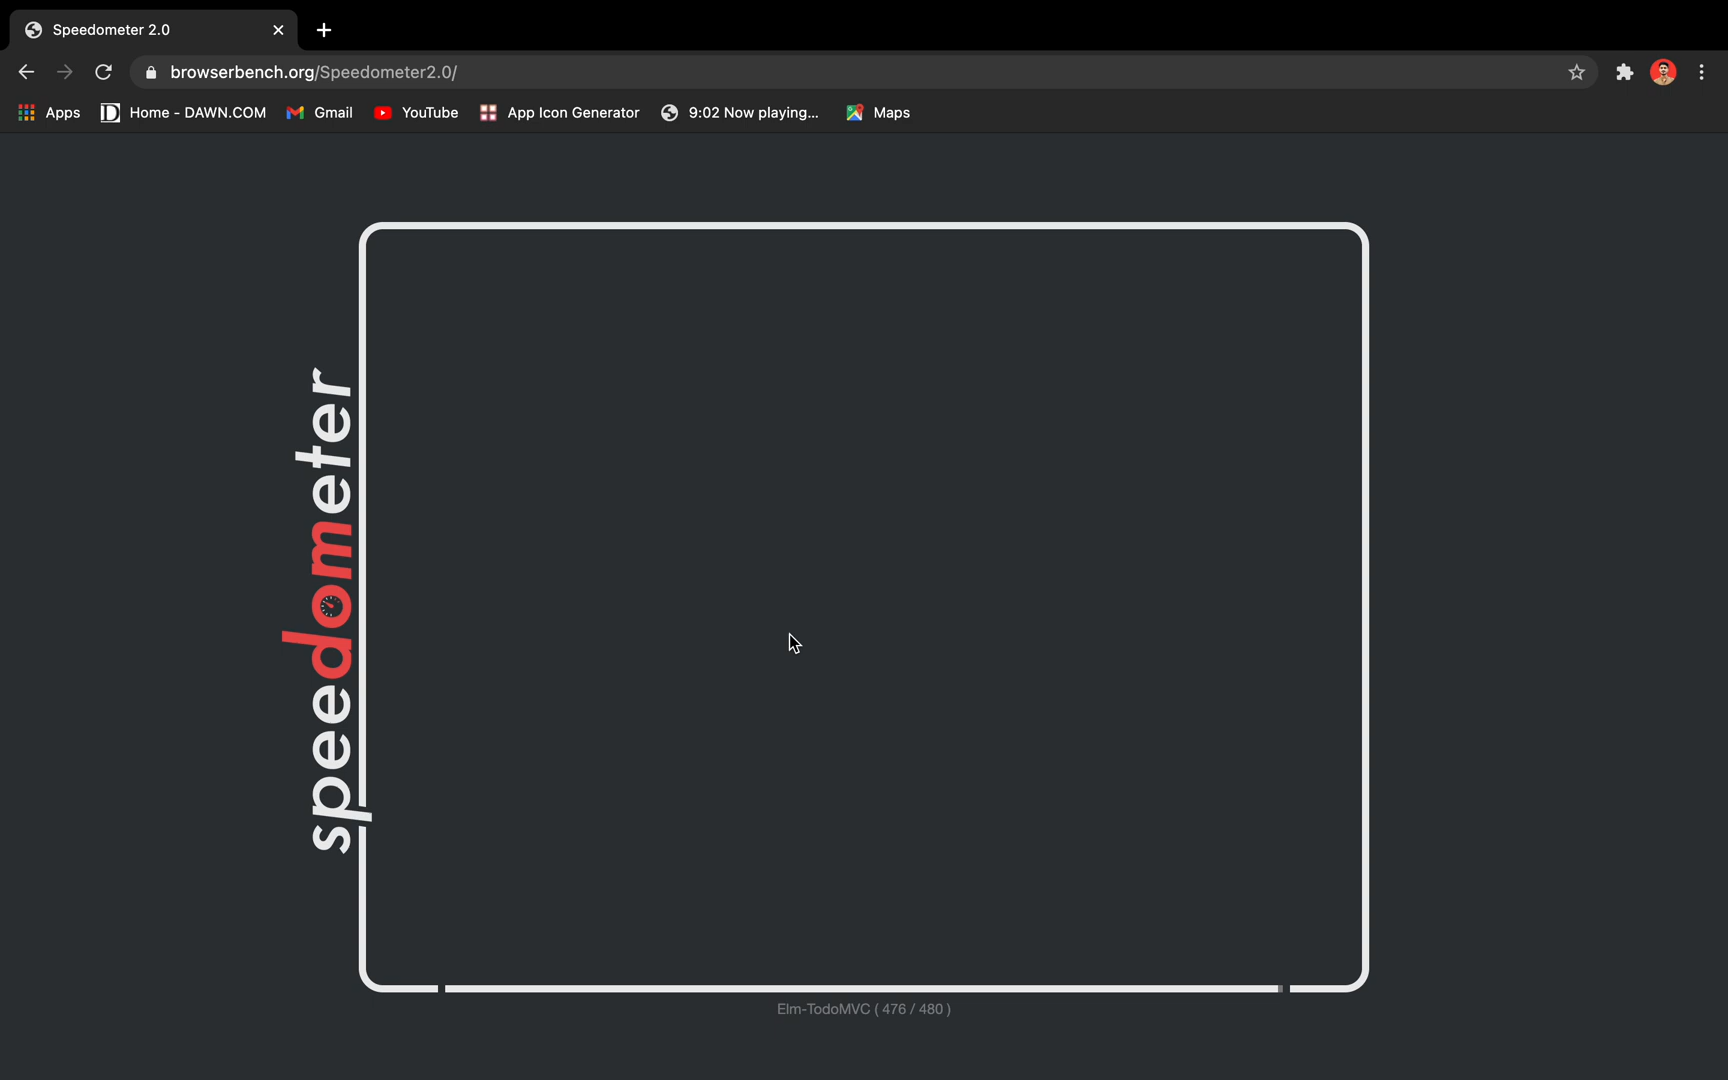 Speedometer 2.0
browserbench.org/Speedometer2.0/
Apps
Home - DAWN.COM
Gmail
YouTube
App Icon Generator
9:02 Now playing...
Maps
speedometer
Elm-TodoMVC ( 476 / 480 )